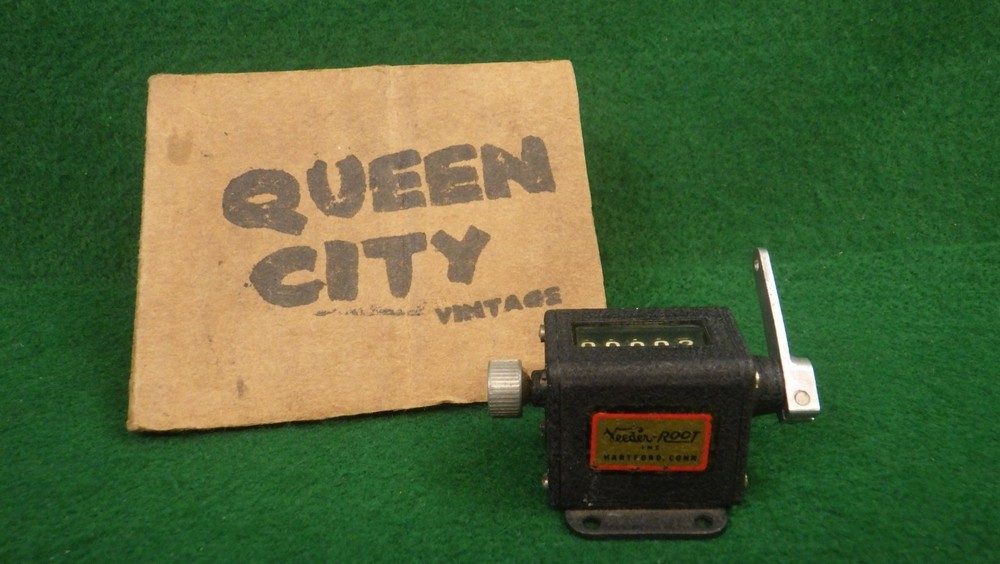 QUEEN
CITY
VINTAGE
Veeder-ROOT
INC
HARTFORD, CONN